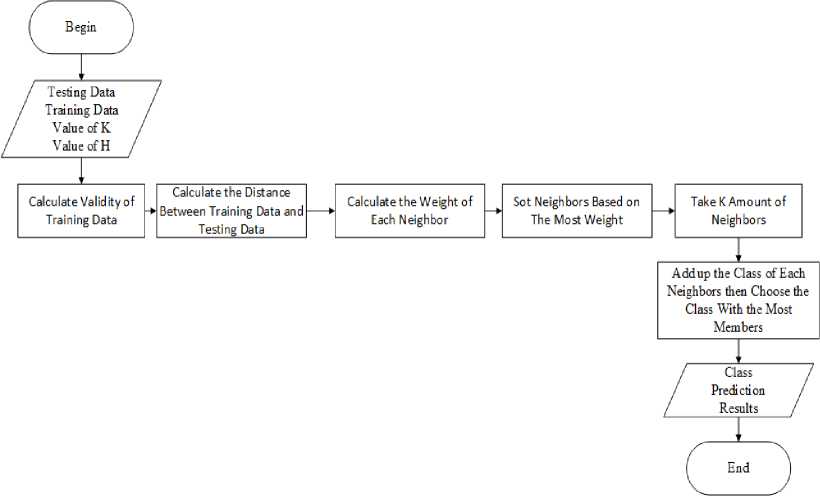 Begin
Testing Data
Training Data
Value of K
Value of H
Calculate Validity of
Training Data
Calculate the Distance
Between Training Data and
Testing Data
Calculate the Weight of
Each Neighbor
Sot Neighbors Based on
The Most Weight
Take K Amount of
Neighbors
Addup the Class of Each
Neighbors then Choose the
Class With the Most
Members
Class
Prediction
Results
End